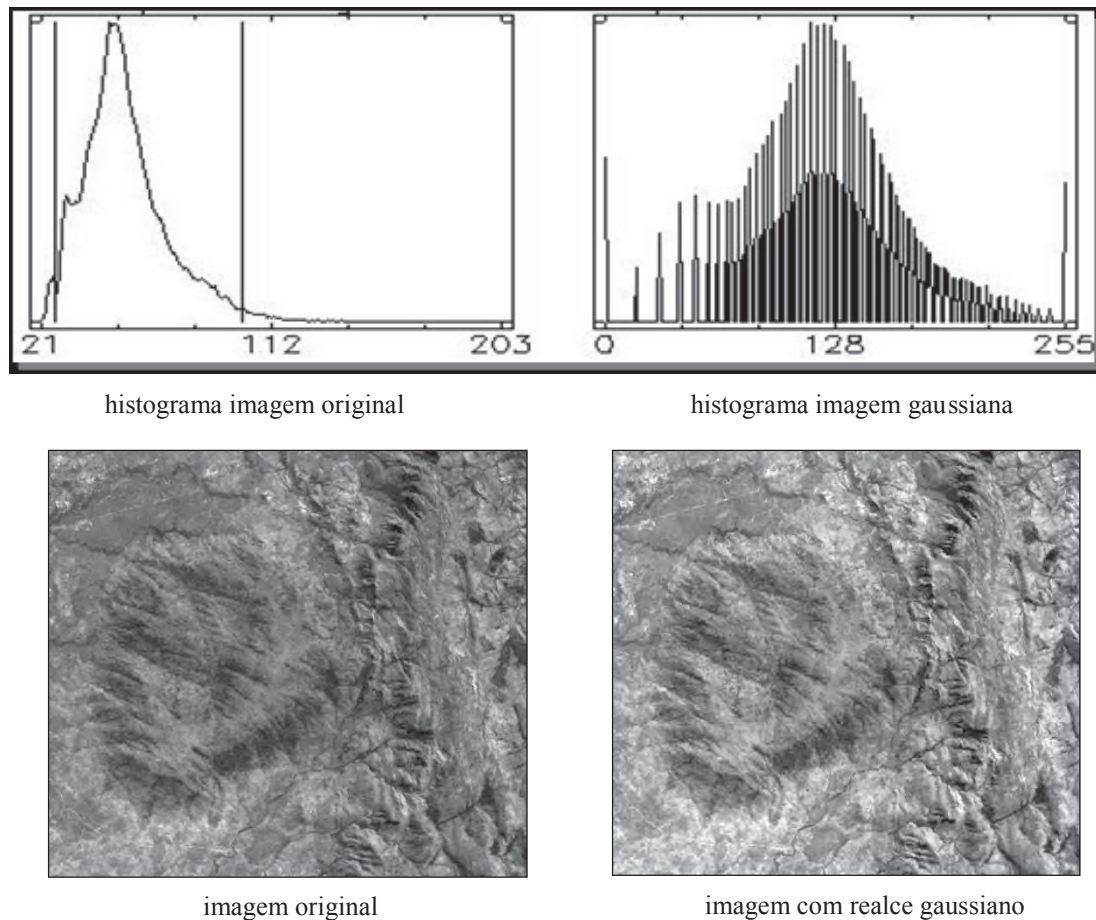 21 112 203
0 128 255
histograma imagem original
histograma imagem gaussiana
imagem original
imagem com realce gaussiano